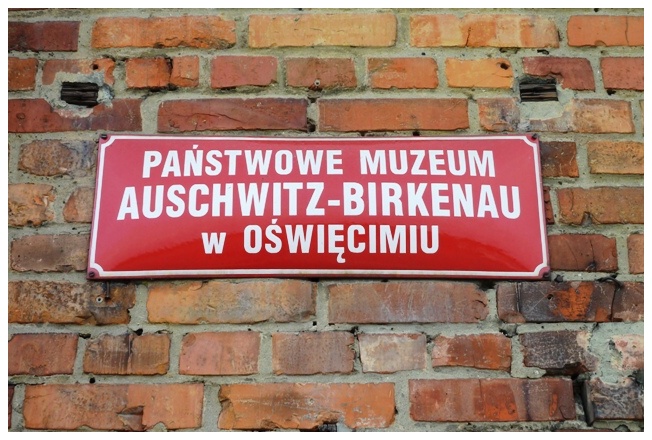 PAŃSTWOWE MUZEUM
AUSCHWITZ-BIRKENAU
w OŚWIĘCIMIU